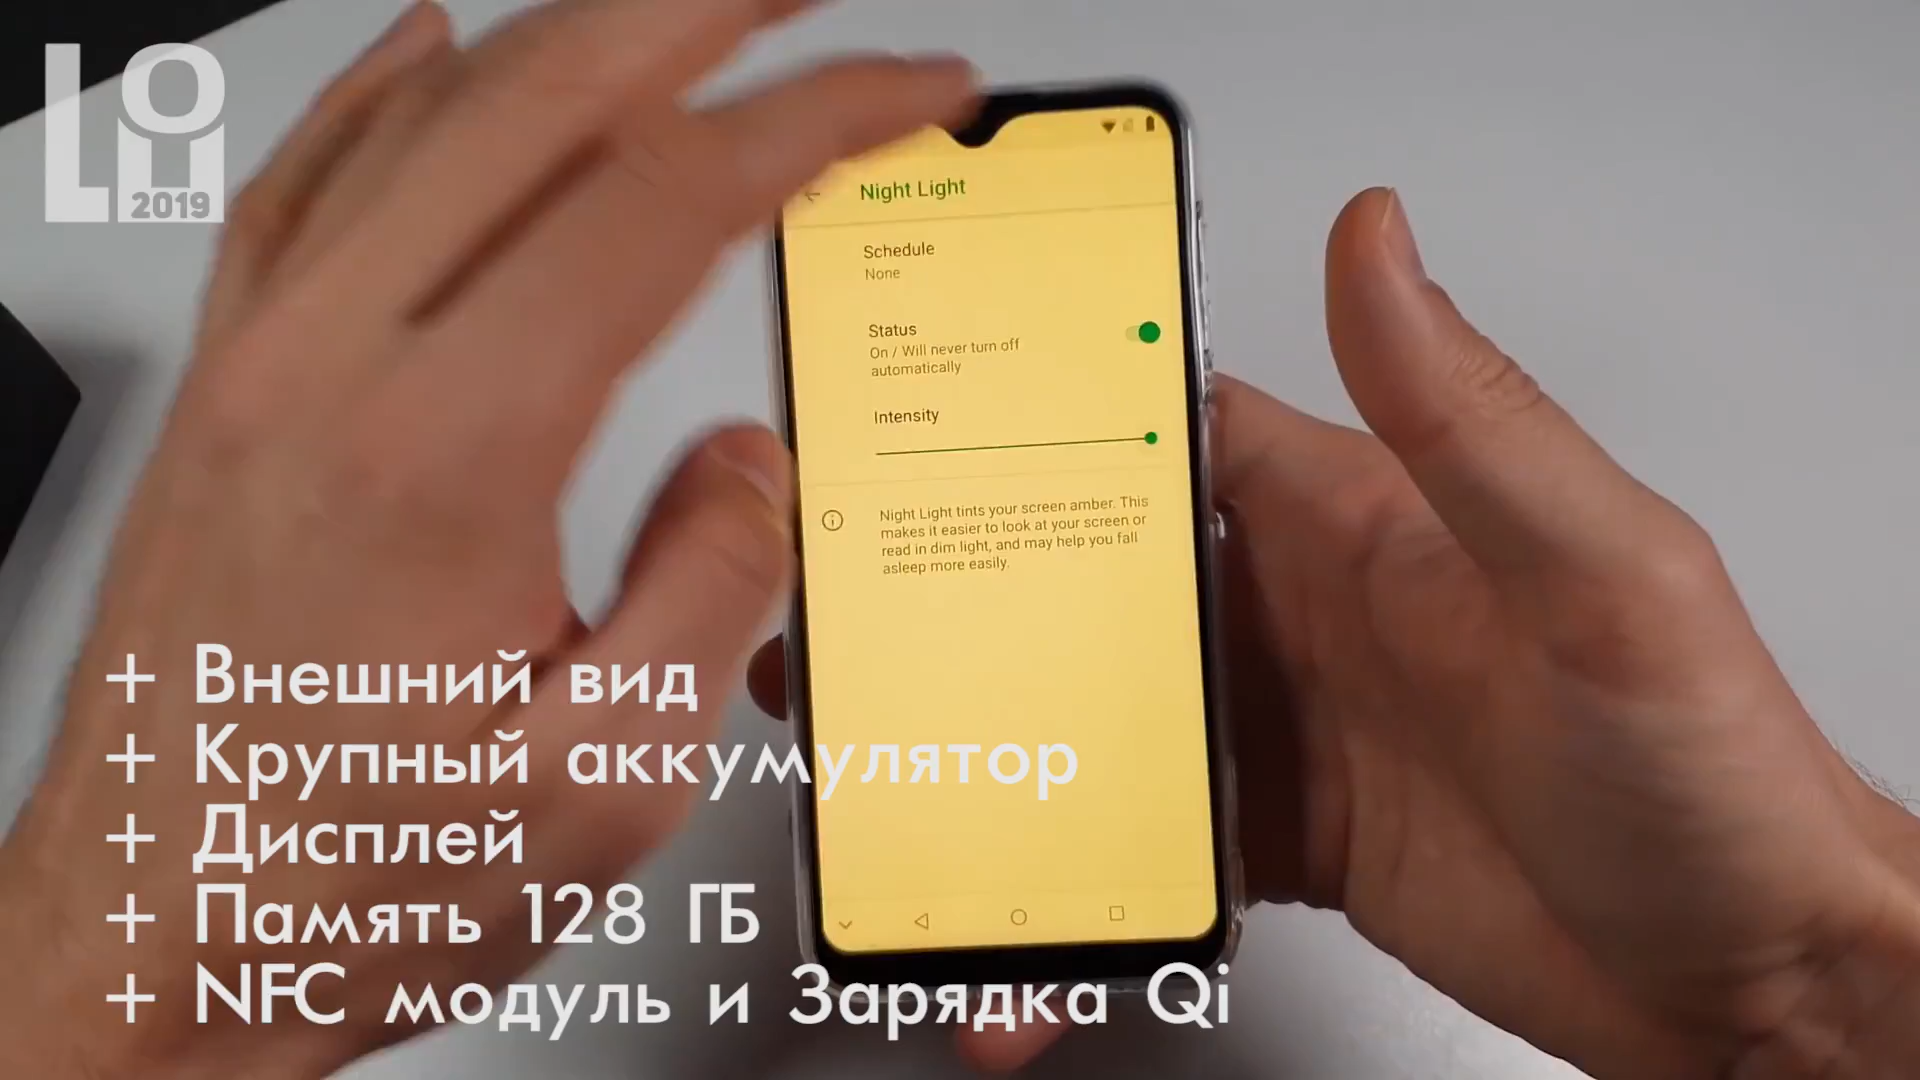 LOII
2019
Night Light
Schedule
None
Status
On / Will never turn off
automatically
Intensity
Night Light tints your screen amber. This
makes it easier to look at your screen or
read in dim light, and may help you fall
asleep more easily.
+ Внешний вид
+ Крупный аккумулятор
+ Дисплей
+ Память 128 ГБ
+ NFC модуль и Зарядка Qi